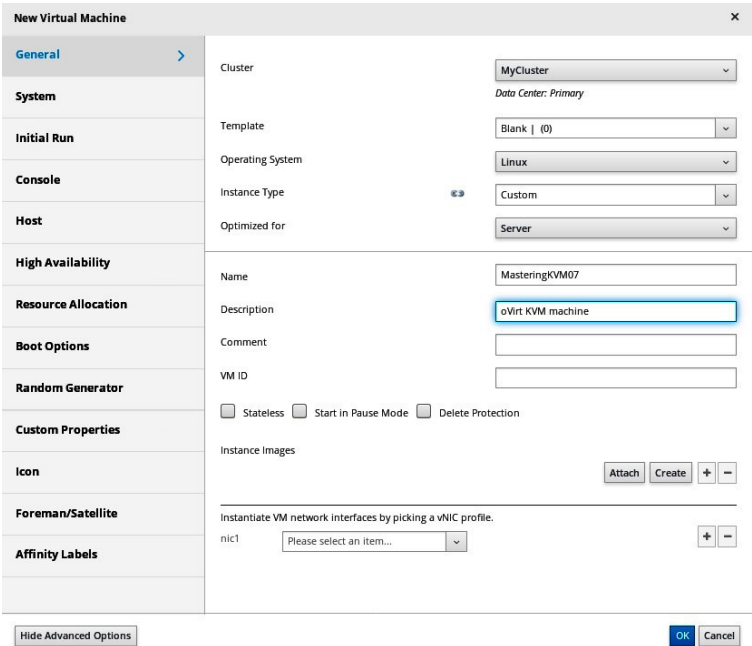 New Virtual Machine
General
System
Initial Run
Console
Host
High Availability
Resource Allocation
Boot Options
Random Generator
Custom Properties
Icon
Foreman/Satellite
Affinity Labels
Cluster
MyCluster
Data Center: Primary
Template
Blank | (0)
Operating System
Linux
Instance Type
Custom
Optimized for
Server
Name
MasteringKVM07
Description
oVirt KVM machine
Comment
VM ID
Stateless Start in Pause Mode Delete Protection
Instance Images
Attach Create + -
Instantiate VM network interfaces by picking a vNIC profile.
nic1 Please select an item... + -
Hide Advanced Options
OK Cancel